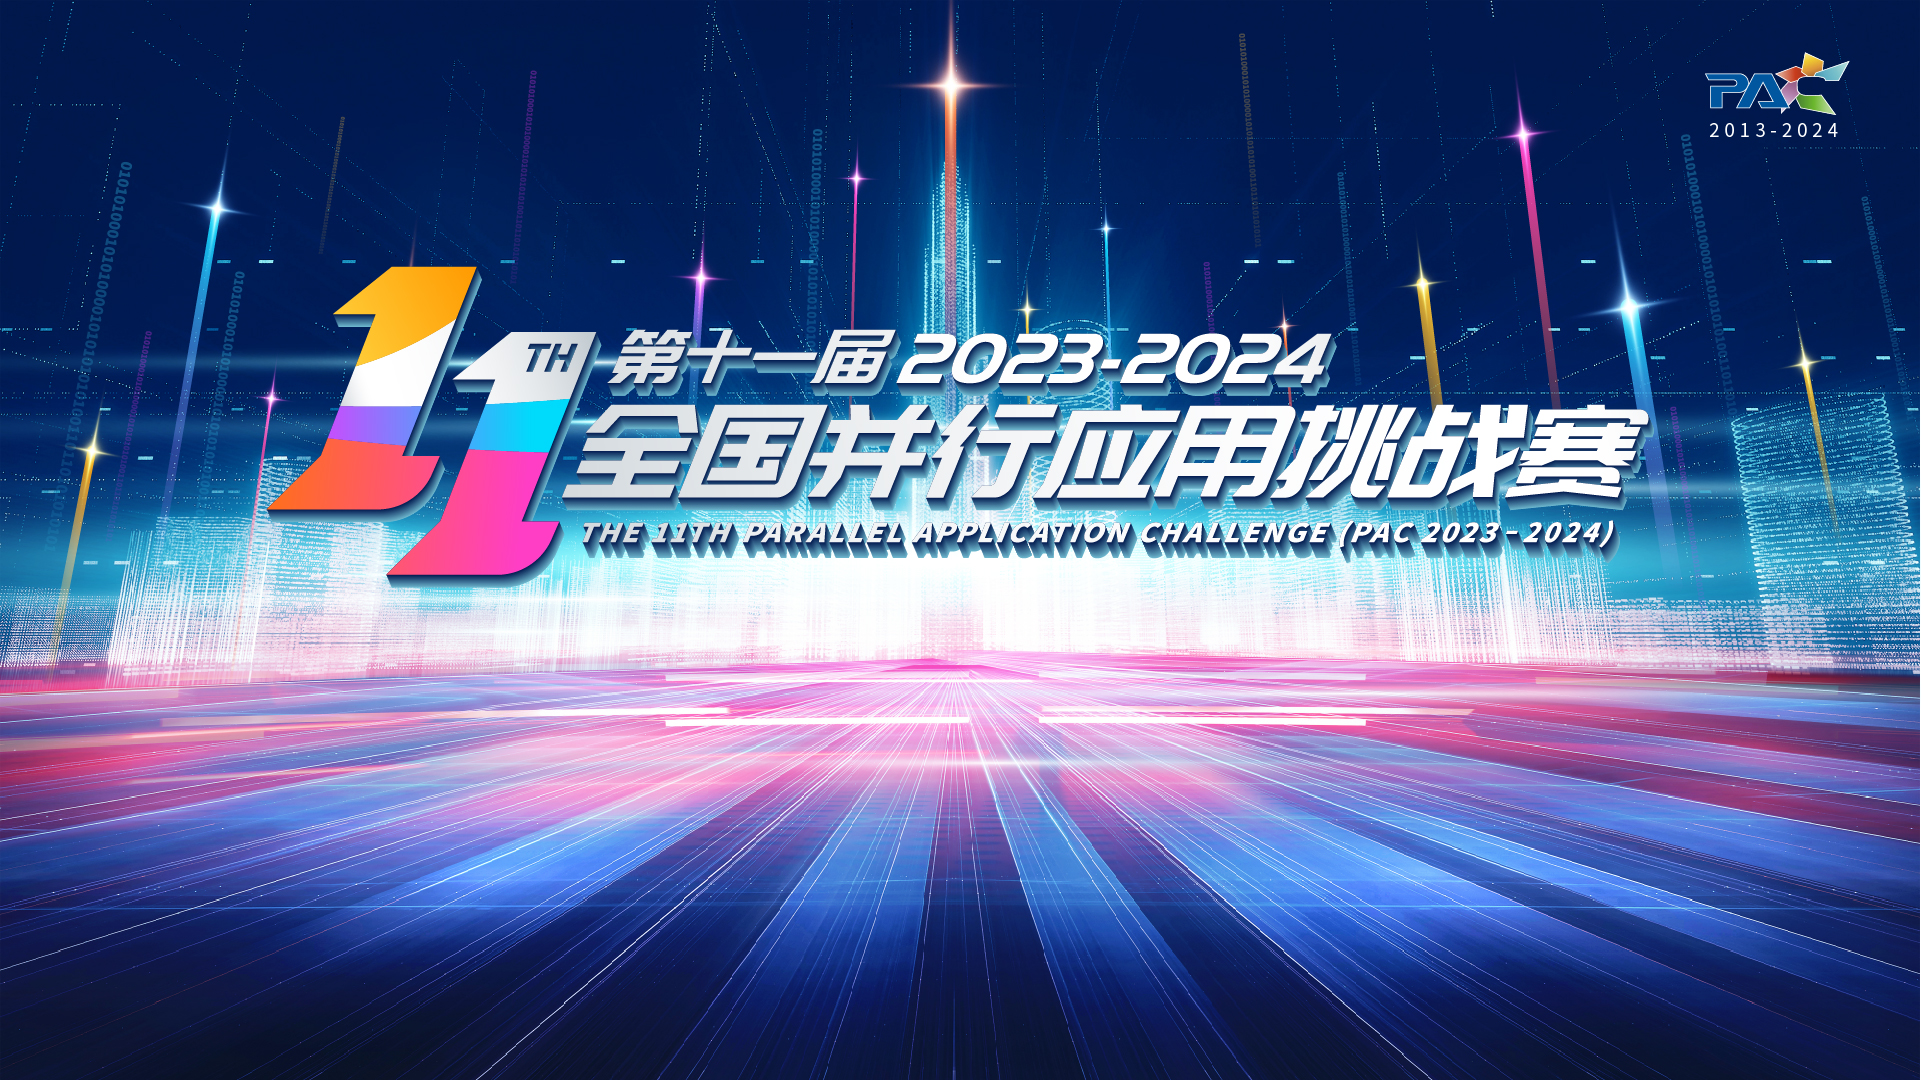 PAC
2013-2024
11TH
第十一届 2023-2024
全国并行应用挑战赛
THE 11TH PARALLEL APPLICATION CHALLENGE (PAC 2023-2024)